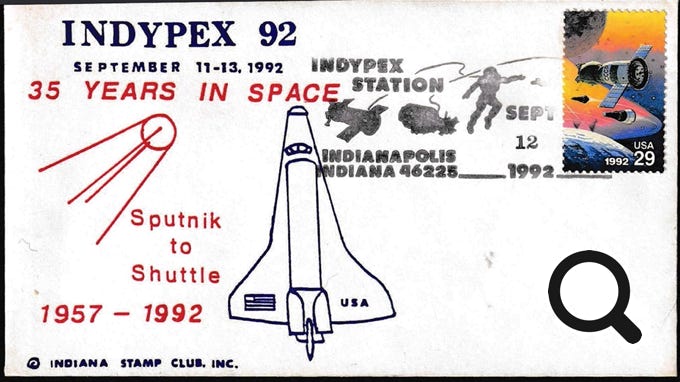 INDYPEX 92
SEPTEMBER 11-13, 1992
35 YEARS IN SPACE
INDYPEX
STATION
SEPT
12
INDIANAPOLIS
INDIANA 46225 1992
USA
1992 29
Sputnik
to
Shuttle
1957 - 1992
USA
© INDIANA STAMP CLUB, INC.